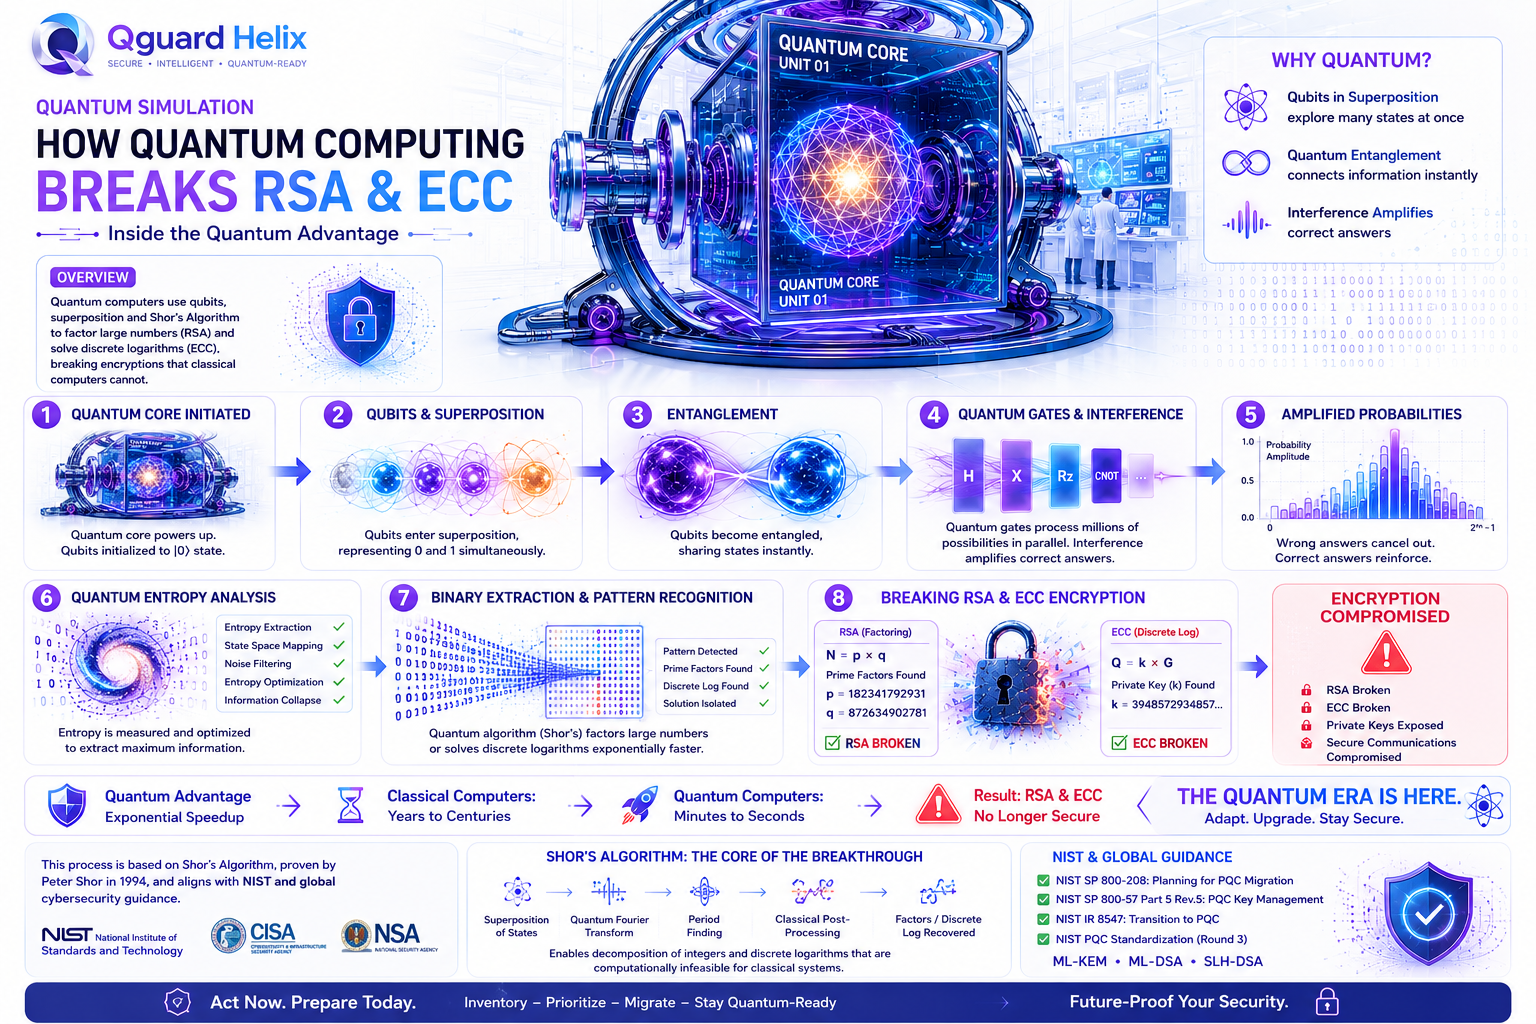 Qguard Helix
SECURE • INTELLIGENT • QUANTUM-READY
QUANTUM SIMULATION
HOW QUANTUM COMPUTING
BREAKS RSA & ECC
Inside the Quantum Advantage
OVERVIEW
Quantum computers use qubits,
superposition and Shor's Algorithm
to factor large numbers (RSA) and
solve discrete logarithms (ECC),
breaking encryptions that classical
computers cannot.
QUANTUM CORE
UNIT 01
QUANTUM CORE
UNIT 01
WHY QUANTUM?
Qubits in Superposition
explore many states at once
Quantum Entanglement
connects information instantly
Interference Amplifies
correct answers
1 QUANTUM CORE INITIATED
Quantum core powers up.
Qubits initialized to |0⟩ state.
2 QUBITS & SUPERPOSITION
Qubits enter superposition,
representing 0 and 1 simultaneously.
3 ENTANGLEMENT
Qubits become entangled,
sharing states instantly.
4 QUANTUM GATES & INTERFERENCE
H X Rz CNOT ...
Quantum gates process millions of
possibilities in parallel. Interference
amplifies correct answers.
5 AMPLIFIED PROBABILITIES
Probability
Amplitude
1.0
0.5
0.0
0
Wrong answers cancel out.
Correct answers reinforce.
6 QUANTUM ENTROPY ANALYSIS
Entropy Extraction
State Space Mapping
Noise Filtering
Entropy Optimization
Information Collapse
Entropy is measured and optimized
to extract maximum information.
7 BINARY EXTRACTION & PATTERN RECOGNITION
Pattern Detected
Prime Factors Found
Discrete Log Found
Solution Isolated
Quantum algorithm (Shor's) factors large numbers
or solves discrete logarithms exponentially faster.
8 BREAKING RSA & ECC ENCRYPTION
RSA (Factoring)
N = p × q
Prime Factors Found
p = 182341792931
q = 872634902781
RSA BROKEN
ECC (Discrete Log)
Q = k × G
Private Key (k) Found
k = 3948572934857...
ECC BROKEN
ENCRYPTION
COMPROMISED
RSA Broken
ECC Broken
Private Keys Exposed
Secure Communications
Compromised
Quantum Advantage
Exponential Speedup
Classical Computers:
Years to Centuries
Quantum Computers:
Minutes to Seconds
Result: RSA & ECC
No Longer Secure
THE QUANTUM ERA IS HERE.
Adapt. Upgrade. Stay Secure.
This process is based on Shor's Algorithm, proven by
Peter Shor in 1994, and aligns with NIST and global
cybersecurity guidance.
NIST National Institute of
Standards and Technology
CISA
CYBERSECURITY & INFRASTRUCTURE
SECURITY AGENCY
NSA
NATIONAL SECURITY AGENCY
SHOR'S ALGORITHM: THE CORE OF THE BREAKTHROUGH
Superposition
of States
Quantum Fourier
Transform
Period
Finding
Classical Post-
Processing
Factors / Discrete
Log Recovered
Enables decomposition of integers and discrete logarithms that are
computationally infeasible for classical systems.
NIST & GLOBAL GUIDANCE
NIST SP 800-208: Planning for PQC Migration
NIST SP 800-57 Part 5 Rev.5: PQC Key Management
NIST IR 8547: Transition to PQC
NIST PQC Standardization (Round 3)
ML-KEM • ML-DSA • SLH-DSA
Act Now. Prepare Today.
Inventory – Prioritize – Migrate – Stay Quantum-Ready
Future-Proof Your Security.